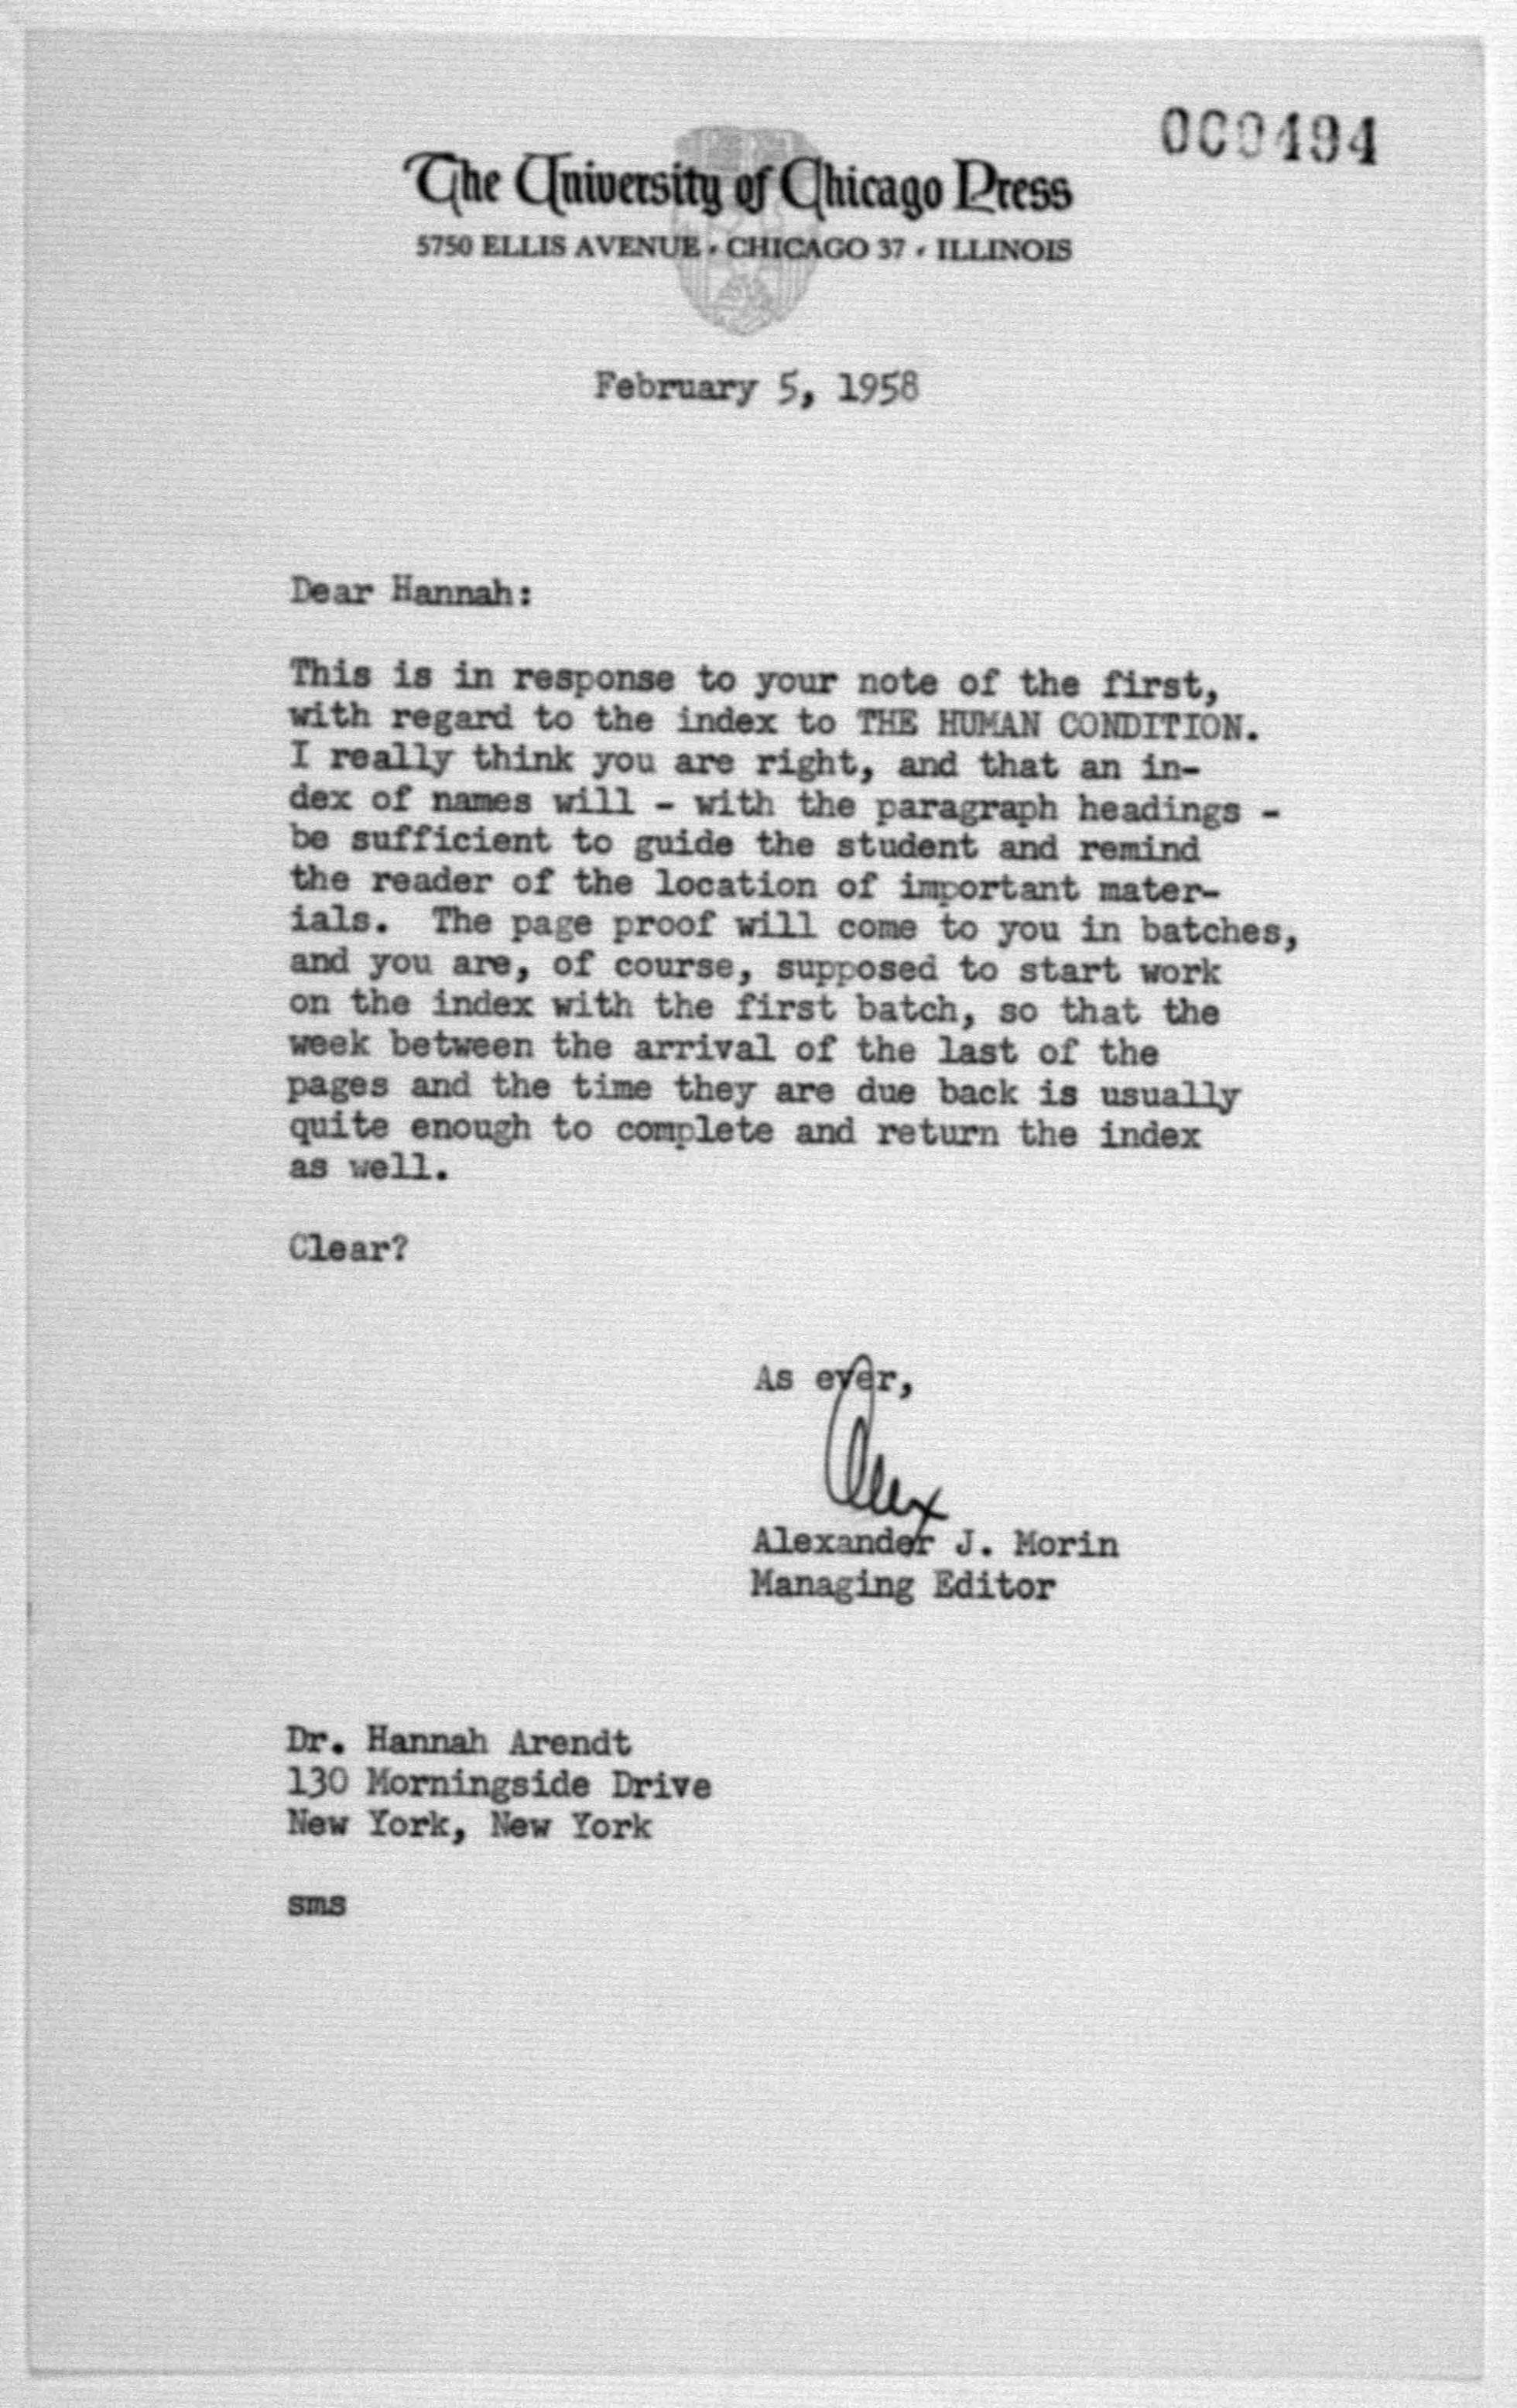 000494
The University of Chicago Press
5750 ELLIS AVENUE · CHICAGO 37 · ILLINOIS
February 5, 1958
Dear Hannah:
This is in response to your note of the first,
with regard to the index to THE HUMAN CONDITION.
I really think you are right, and that an in-
dex of names will - with the paragraph headings -
be sufficient to guide the student and remind
the reader of the location of important mater-
ials. The page proof will come to you in batches,
and you are, of course, supposed to start work
on the index with the first batch, so that the
week between the arrival of the last of the
pages and the time they are due back is usually
quite enough to complete and return the index
as well.
Clear?
As ever,
Alex
Alexander J. Morin
Managing Editor
Dr. Hannah Arendt
130 Morningside Drive
New York, New York
sms